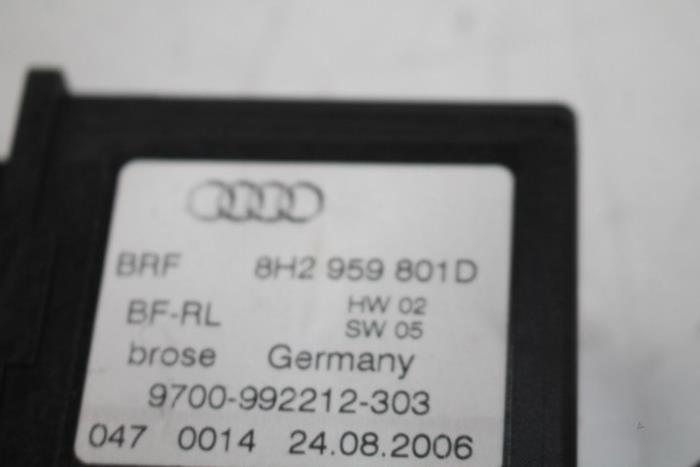 BRF 8H2 959 801D
BF-RL HW 02
SW 05
brose Germany
9700-992212-303
047 0014 24.08.2006